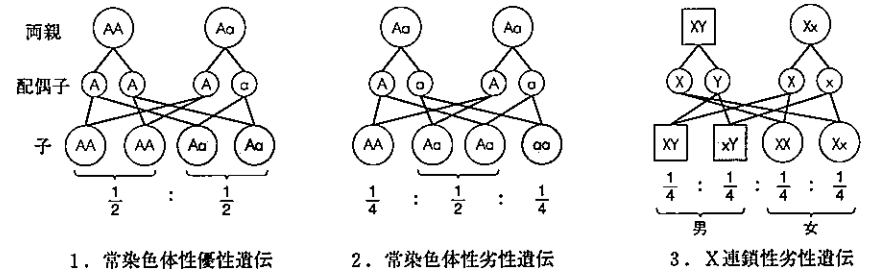 両親 AA Aa Aa Aa XY Xx
配偶子 A A A a A a A a X Y X x
子 AA AA Aa Aa AA Aa Aa aa XY xY XX Xx
1/2 : 1/2 1/4 : 1/2 : 1/4 1/4 : 1/4 : 1/4 : 1/4
男 女
1. 常染色体性優性遺伝 2. 常染色体性劣性遺伝 3. X連鎖性劣性遺伝